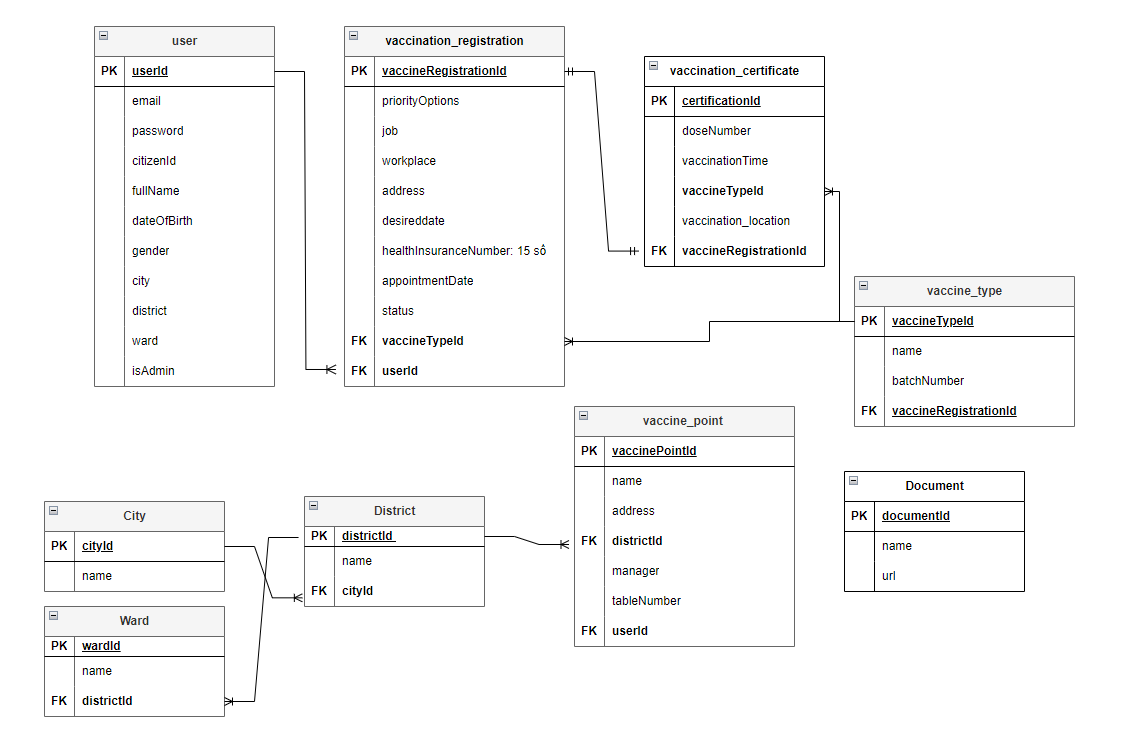 user
PK userId
email
password
citizenId
fullName
dateOfBirth
gender
city
district
ward
isAdmin
vaccination_registration
PK vaccineRegistrationId
priorityOptions
job
workplace
address
desireddate
healthInsuranceNumber: 15 số
appointmentDate
status
FK vaccineTypeId
FK userId
vaccination_certificate
PK certificationId
doseNumber
vaccinationTime
vaccineTypeId
vaccination_location
FK vaccineRegistrationId
vaccine_type
PK vaccineTypeId
name
batchNumber
FK vaccineRegistrationId
vaccine_point
PK vaccinePointId
name
address
FK districtId
manager
tableNumber
FK userId
Document
PK documentId
name
url
City
PK cityId
name
District
PK districtId
name
FK cityId
Ward
PK wardId
name
FK districtId